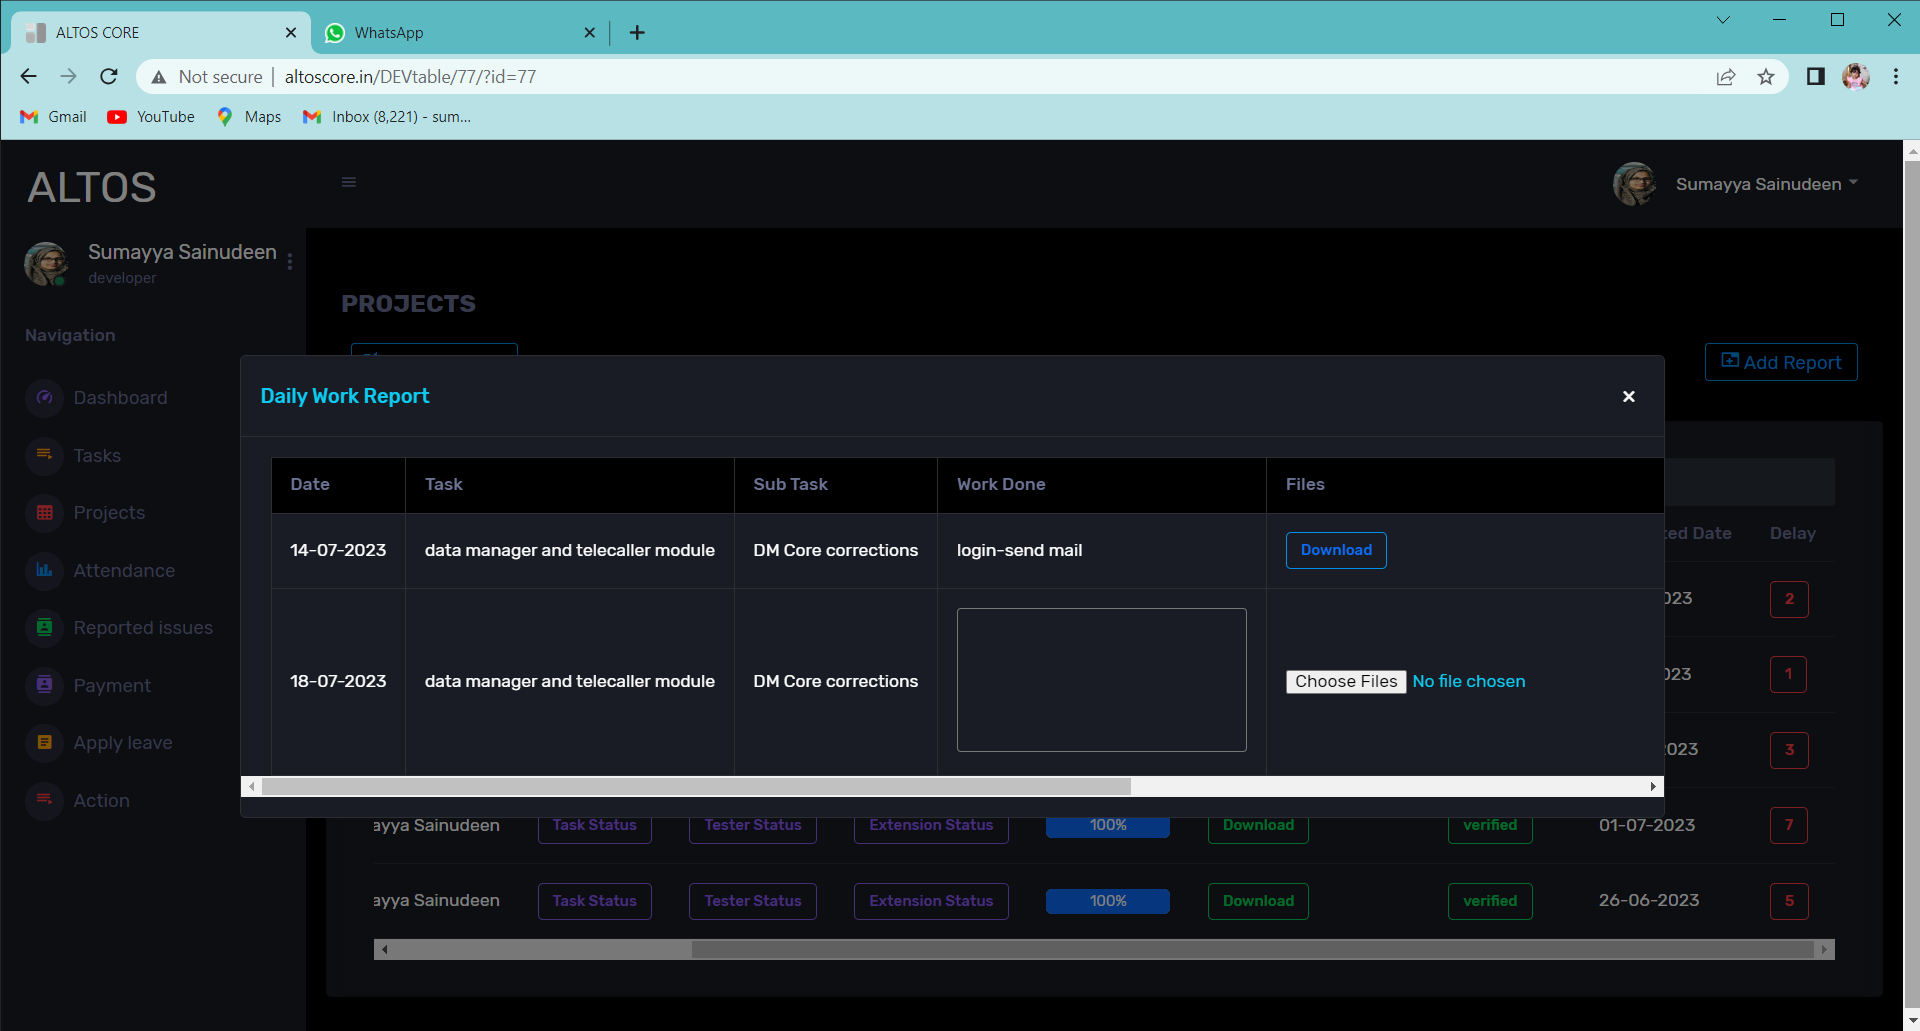 ALTOS CORE
WhatsApp
Not secure
altoscore.in/DEVtable/77/?id=77
Gmail
YouTube
Maps
Inbox (8,221) - sum...
ALTOS
Sumayya Sainudeen
Sumayya Sainudeen
developer
PROJECTS
Navigation
Add Report
Daily Work Report
Dashboard
Tasks
Projects
Attendance
Reported issues
Payment
Apply leave
Action
Date Task Sub Task Work Done Files
14-07-2023 data manager and telecaller module DM Core corrections login-send mail Download
18-07-2023 data manager and telecaller module DM Core corrections Choose Files No file chosen
ted Date Delay
023 2
023 1
023 3
ayya Sainudeen Task Status Tester Status Extension Status 100% Download verified 01-07-2023 7
ayya Sainudeen Task Status Tester Status Extension Status 100% Download verified 26-06-2023 5